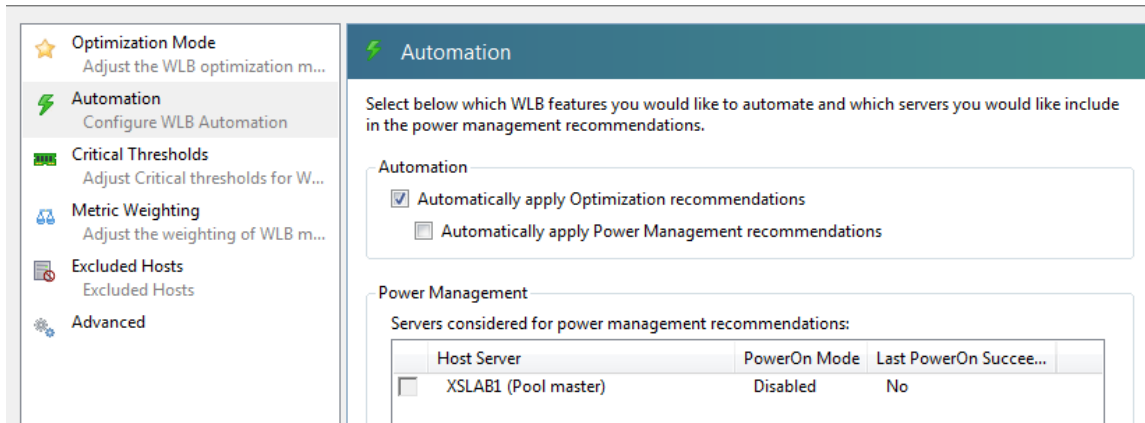 Optimization Mode
Adjust the WLB optimization m...
Automation
Configure WLB Automation
Critical Thresholds
Adjust Critical thresholds for W...
Metric Weighting
Adjust the weighting of WLB m...
Excluded Hosts
Excluded Hosts
Advanced
Automation
Select below which WLB features you would like to automate and which servers you would like include
in the power management recommendations.
Automation
Automatically apply Optimization recommendations
Automatically apply Power Management recommendations
Power Management
Servers considered for power management recommendations:
Host Server PowerOn Mode Last PowerOn Succee...
XSLAB1 (Pool master) Disabled No